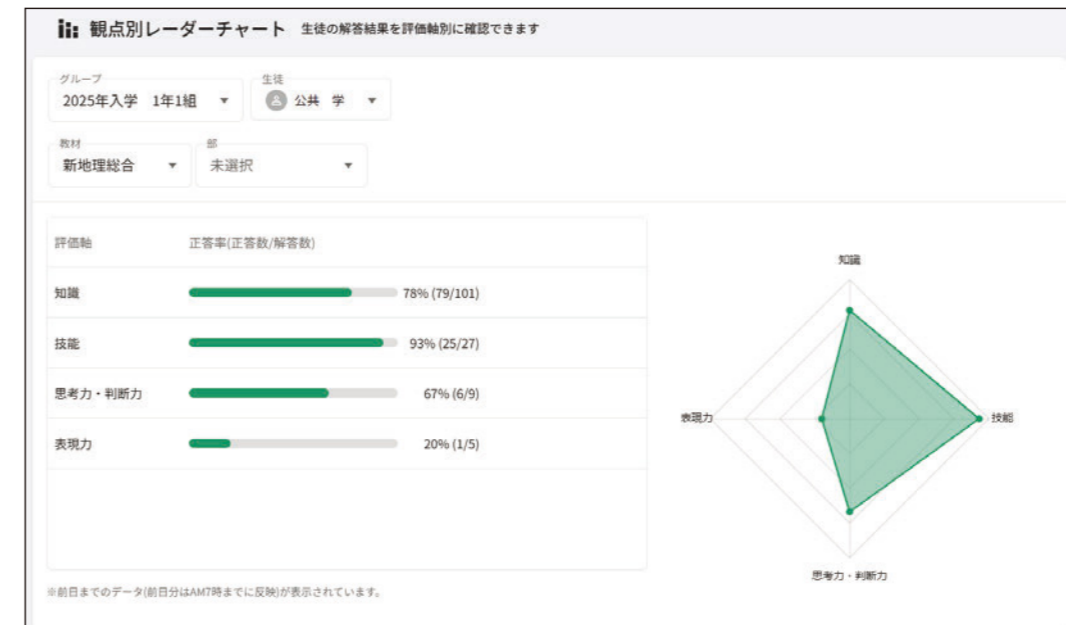 観点別レーダーチャート 生徒の解答結果を評価軸別に確認できます
グループ
2025年入学 1年1組
生徒
公共 学
教材
新地理総合
部
未選択
評価軸 正答率(正答数/解答数)
知識 78% (79/101)
技能 93% (25/27)
思考力・判断力 67% (6/9)
表現力 20% (1/5)
知識
表現力
技能
思考力・判断力
※前日までのデータ(前日分はAM7時までに反映)が表示されています。